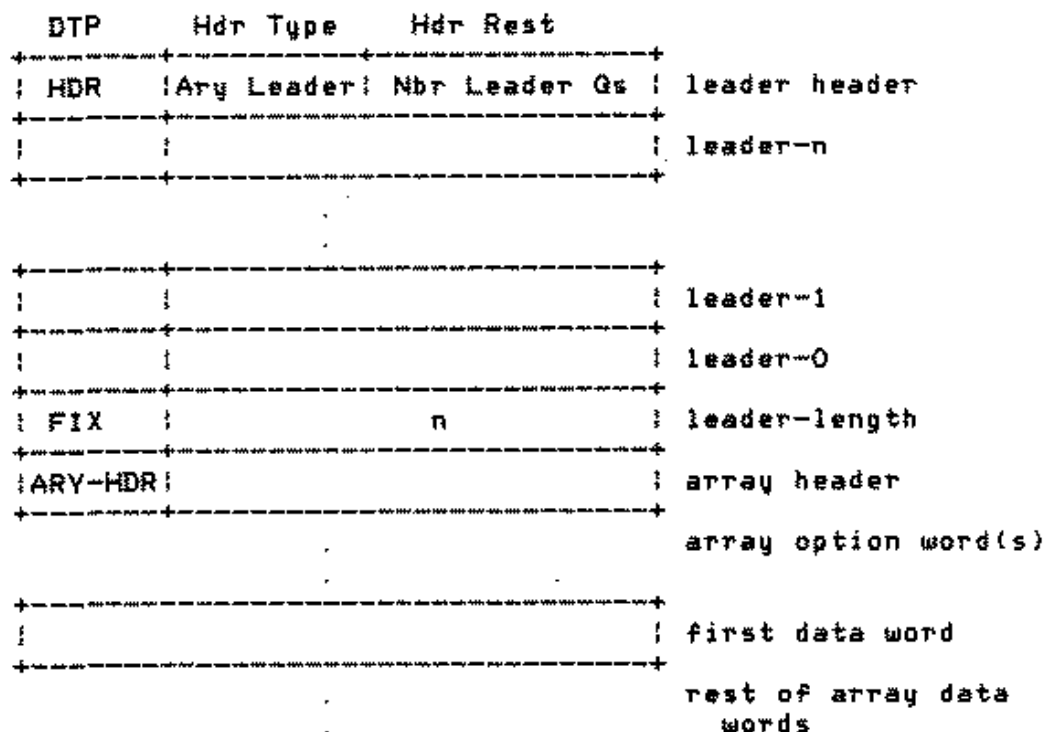 DTP Hdr Type Hdr Rest
HDR Ary Leader Nbr Leader Qs leader header
leader-n
leader-1
leader-0
FIX n leader-length
ARY-HDR array header
array option word(s)
first data word
rest of array data
words